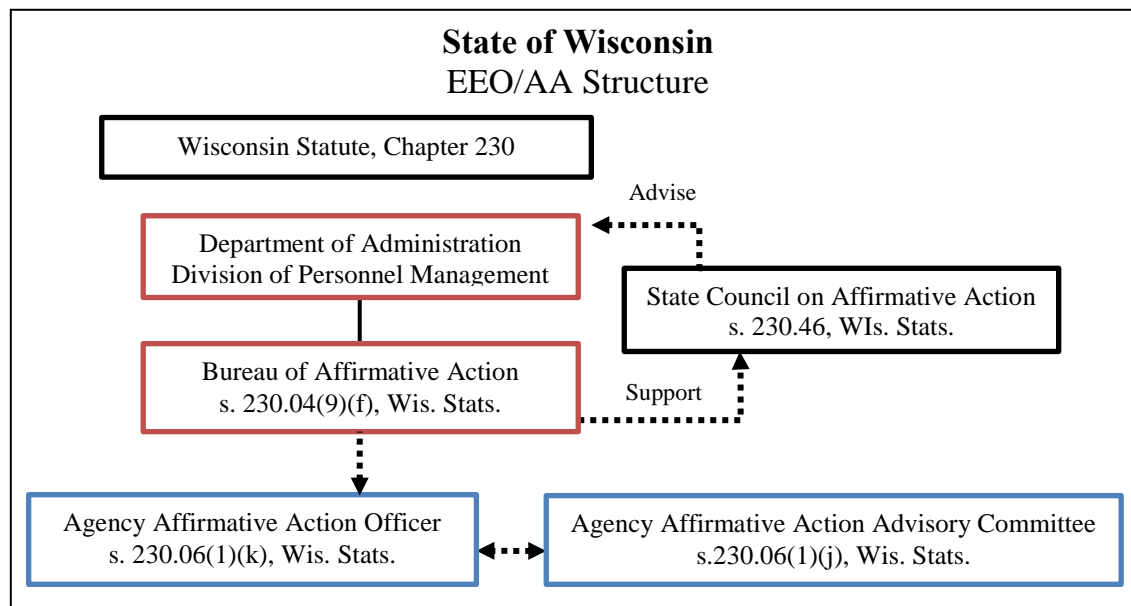 State of Wisconsin
EEO/AA Structure
Wisconsin Statute, Chapter 230
Advise
Department of Administration
Division of Personnel Management
State Council on Affirmative Action
s. 230.46, WIs. Stats.
Bureau of Affirmative Action
s. 230.04(9)(f), Wis. Stats.
Support
Agency Affirmative Action Officer
s. 230.06(1)(k), Wis. Stats.
Agency Affirmative Action Advisory Committee
s.230.06(1)(j), Wis. Stats.